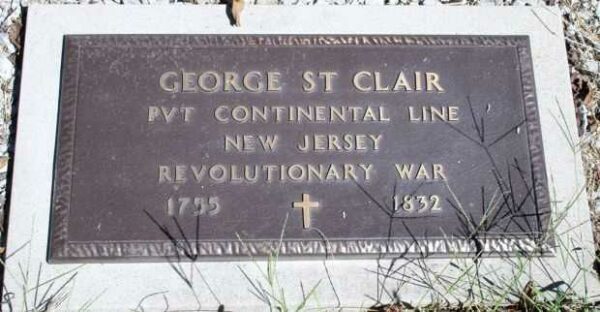 GEORGE ST CLAIR
PVT CONTINENTAL LINE
NEW JERSEY
REVOLUTIONARY WAR
1755 1832